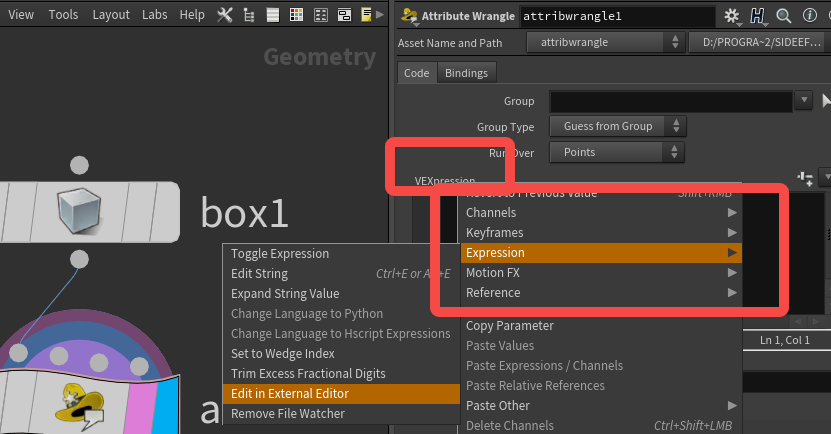 View Tools Layout Labs Help
Attribute Wrangle attribwrangle1
Asset Name and Path attribwrangle D:/PROGRA~2/SIDEEF...
Geometry
Code Bindings
Group
Group Type Guess from Group
Run Over Points
VEXpression
Revert to Previous Value Shift+RMB
Channels
Keyframes
Expression
Motion FX
Reference
Copy Parameter
Paste Values
Paste Expressions / Channels
Paste Relative References
Paste Other
Delete Channels Ctrl+Shift+LMB
Toggle Expression
Edit String Ctrl+E or Alt+E
Expand String Value
Change Language to Python
Change Language to Hscript Expressions
Set to Wedge Index
Trim Excess Fractional Digits
Edit in External Editor
Remove File Watcher
box1
a
Ln 1, Col 1